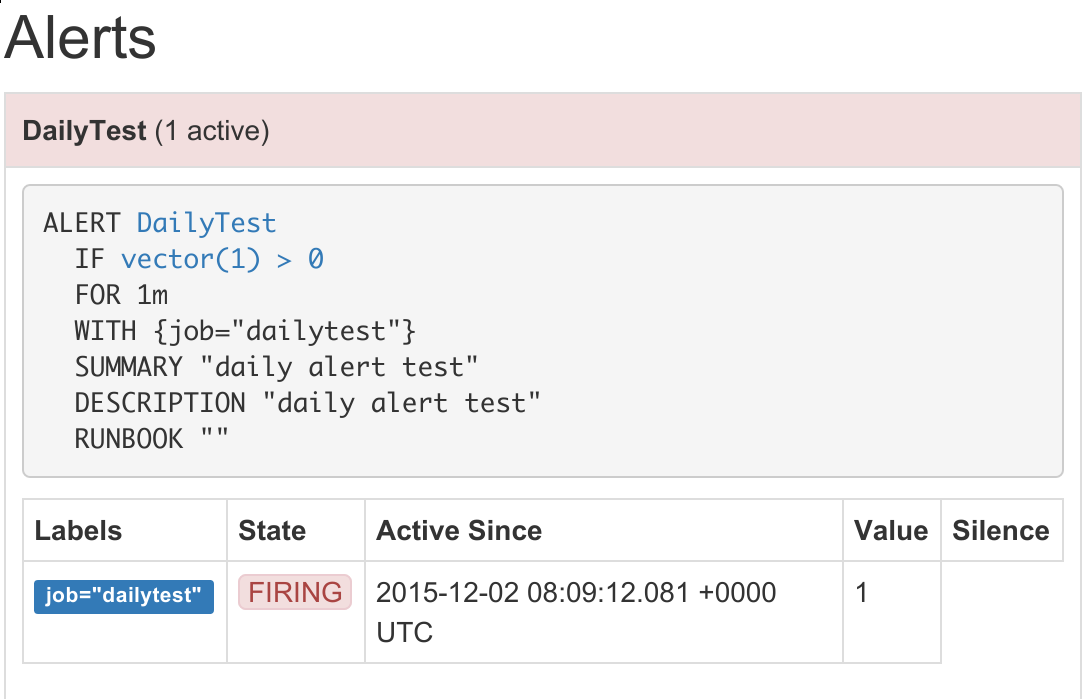 Alerts
DailyTest (1 active)
ALERT DailyTest
IF vector(1) > 0
FOR 1m
WITH {job="dailytest"}
SUMMARY "daily alert test"
DESCRIPTION "daily alert test"
RUNBOOK ""
Labels State Active Since Value Silence
job="dailytest" FIRING 2015-12-02 08:09:12.081 +0000 1
UTC